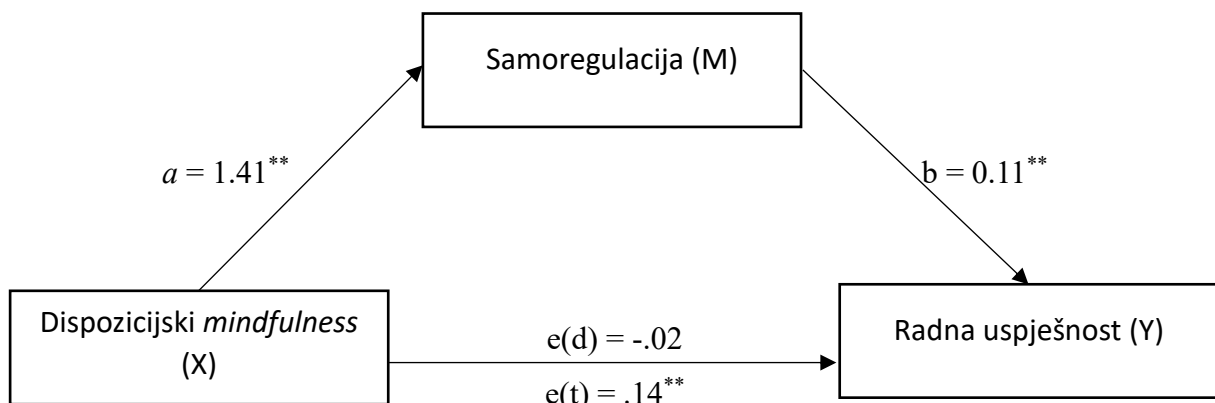 Samoregulacija (M)
a = 1.41**
b = 0.11**
Dispozicijski mindfulness
(X)
e(d) = -.02
e(t) = .14**
Radna uspješnost (Y)